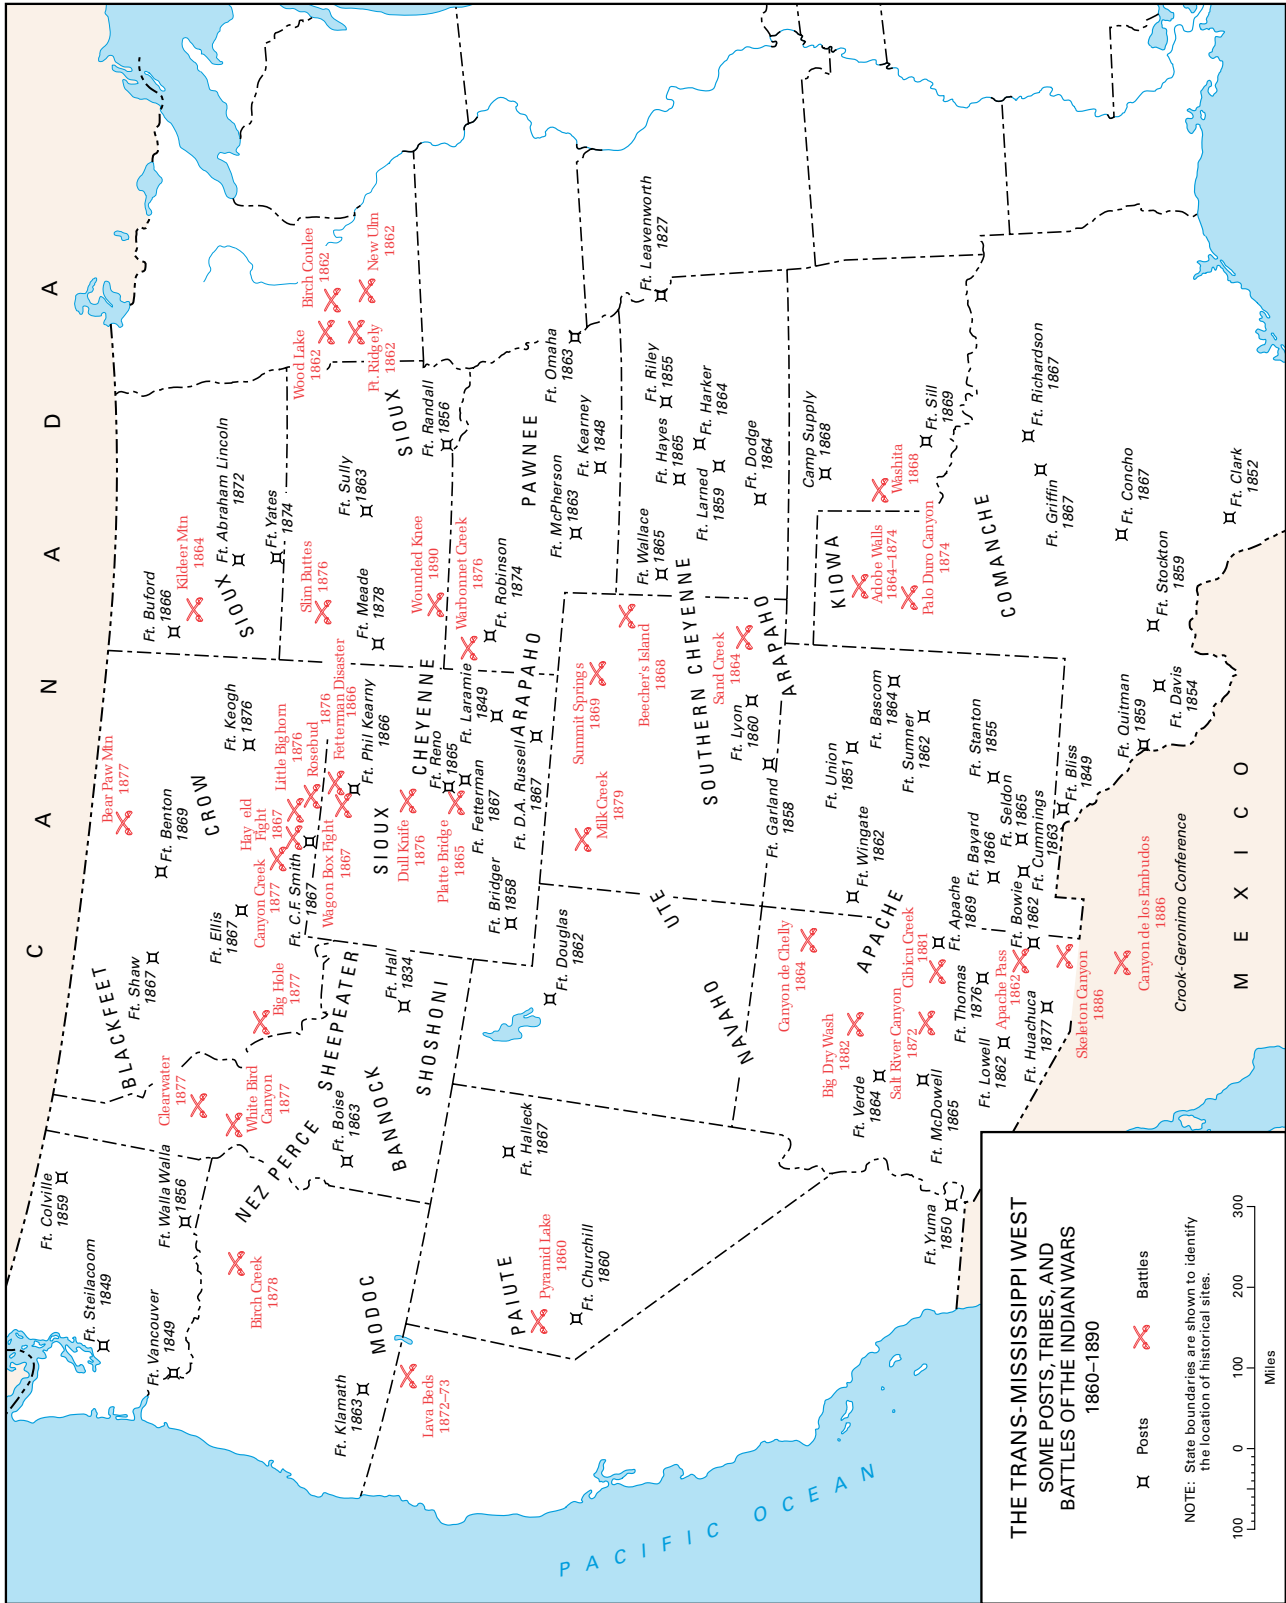 C A N A D A
M E X I C O
PACIFIC OCEAN
Ft. Steilacoom
1849
Ft. Colville
1859
Ft. Vancouver
1849
Ft. Walla Walla
1856
Clearwater
1877
White Bird
Canyon
1877
Birch Creek
1878
NEZ PERCE
BLACKFEET
Ft. Shaw
1867
Ft. Benton
1869
Bear Paw Mtn
1877
CROW
Ft. Ellis
1867
Big Hole
1877
Canyon Creek
1877
Hay eld
Fight
1867
Ft. C.F. Smith
1867
Little Bighorn
1876
Rosebud
1876
Ft. Keogh
1876
Ft. Buford
1866
Kildeer Mtn
1864
SIOUX
Ft. Abraham Lincoln
1872
Ft. Yates
1874
Slim Buttes
1876
Ft. Meade
1878
Ft. Sully
1863
SIOUX
Ft. Randall
1856
Wounded Knee
1890
Wood Lake
1862
Birch Coulee
1862
Ft. Ridgely
1862
New Ulm
1862
Ft. Klamath
1863
MODOC
Lava Beds
1872–73
Ft. Boise
1863
SHEEPEATER
BANNOCK
SHOSHONI
Ft. Hall
1834
Wagon Box Fight
1867
Fetterman Disaster
1866
Ft. Phil Kearny
1866
SIOUX
Dull Knife
1876
CHEYENNE
Ft. Reno
1865
Platte Bridge
1865
Ft. Fetterman
1867
Ft. Laramie
1849
Ft. D.A. Russell
1867
ARAPAHO
Ft. Bridger
1858
Warbonnet Creek
1876
Ft. Robinson
1874
PAWNEE
Ft. McPherson
1863
Ft. Kearney
1848
Ft. Omaha
1863
PAIUTE
Pyramid Lake
1860
Ft. Churchill
1860
Ft. Halleck
1867
Ft. Douglas
1862
UTE
Milk Creek
1879
Summit Springs
1869
Beecher's Island
1868
SOUTHERN CHEYENNE
Sand Creek
1864
ARAPAHO
Ft. Lyon
1860
Ft. Garland
1858
Ft. Wallace
1865
Ft. Hayes
1865
Ft. Larned
1859
Ft. Harker
1864
Ft. Riley
1855
Ft. Dodge
1864
Ft. Leavenworth
1827
NAVAHO
Canyon de Chelly
1864
Big Dry Wash
1882
Ft. Verde
1864
Salt River Canyon
1872
Ft. McDowell
1865
Ft. Yuma
1850
APACHE
Cibicu Creek
1881
Ft. Apache
1869
Ft. Thomas
1876
Ft. Lowell
1862
Apache Pass
1862
Ft. Bowie
1862
Ft. Huachuca
1877
Skeleton Canyon
1886
Canyon de los Embudos
1886
Crook-Geronimo Conference
Ft. Wingate
1862
Ft. Union
1851
Ft. Bascom
1864
Ft. Sumner
1862
Ft. Stanton
1855
Ft. Bayard
1866
Ft. Seldon
1865
Ft. Cummings
1863
Ft. Bliss
1849
KIOWA
Camp Supply
1868
Adobe Walls
1864–1874
Washita
1868
Palo Duro Canyon
1874
Ft. Sill
1869
COMANCHE
Ft. Richardson
1867
Ft. Griffin
1867
Ft. Concho
1867
Ft. Stockton
1859
Ft. Quitman
1859
Ft. Davis
1854
Ft. Clark
1852
THE TRANS-MISSISSIPPI WEST
SOME POSTS, TRIBES, AND
BATTLES OF THE INDIAN WARS
1860–1890
Posts
Battles
NOTE: State boundaries are shown to identify
the location of historical sites.
100 0 100 200 300
Miles